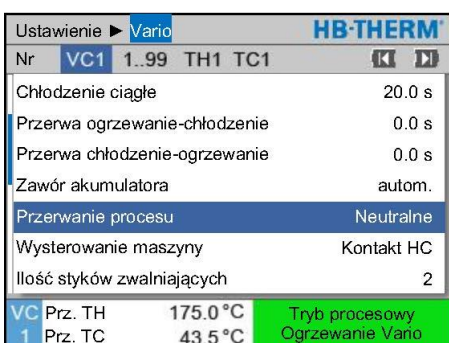 Ustawienie ► Vario HB-THERM®
Nr VC1 1..99 TH1 TC1
Chłodzenie ciągłe 20.0 s
Przerwa ogrzewanie-chłodzenie 0.0 s
Przerwa chłodzenie-ogrzewanie 0.0 s
Zawór akumulatora autom.
Przerwanie procesu Neutralne
Wysterowanie maszyny Kontakt HC
Ilość styków zwalniających 2
VC Prz. TH 175.0 °C Tryb procesowy
1 Prz. TC 43.5 °C Ogrzewanie Vario